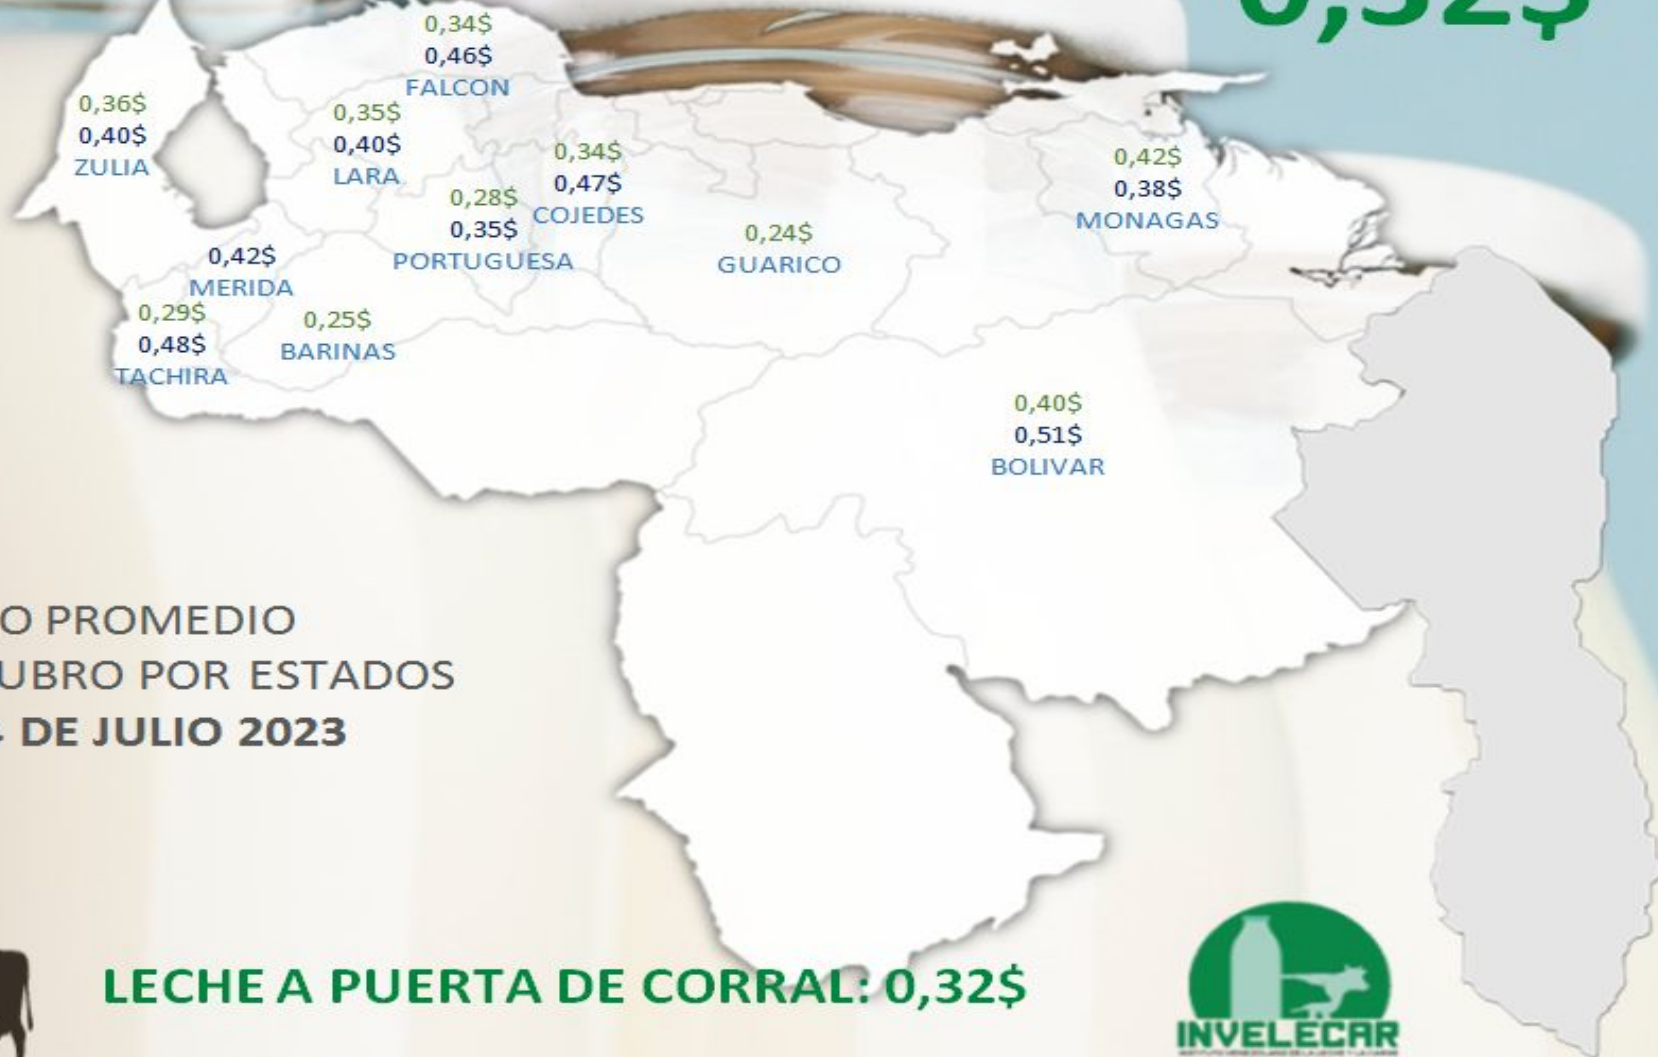 0,32$
0,34$
0,46$
FALCON
0,36$
0,40$
ZULIA
0,35$
0,40$
LARA
0,34$
0,47$
COJEDES
0,28$
0,35$
PORTUGUESA
0,24$
GUARICO
0,42$
0,38$
MONAGAS
0,42$
MERIDA
0,29$
0,48$
TACHIRA
0,25$
BARINAS
0,40$
0,51$
BOLIVAR
O PROMEDIO
UBRO POR ESTADOS
DE JULIO 2023
LECHE A PUERTA DE CORRAL: 0,32$
INVELECAR